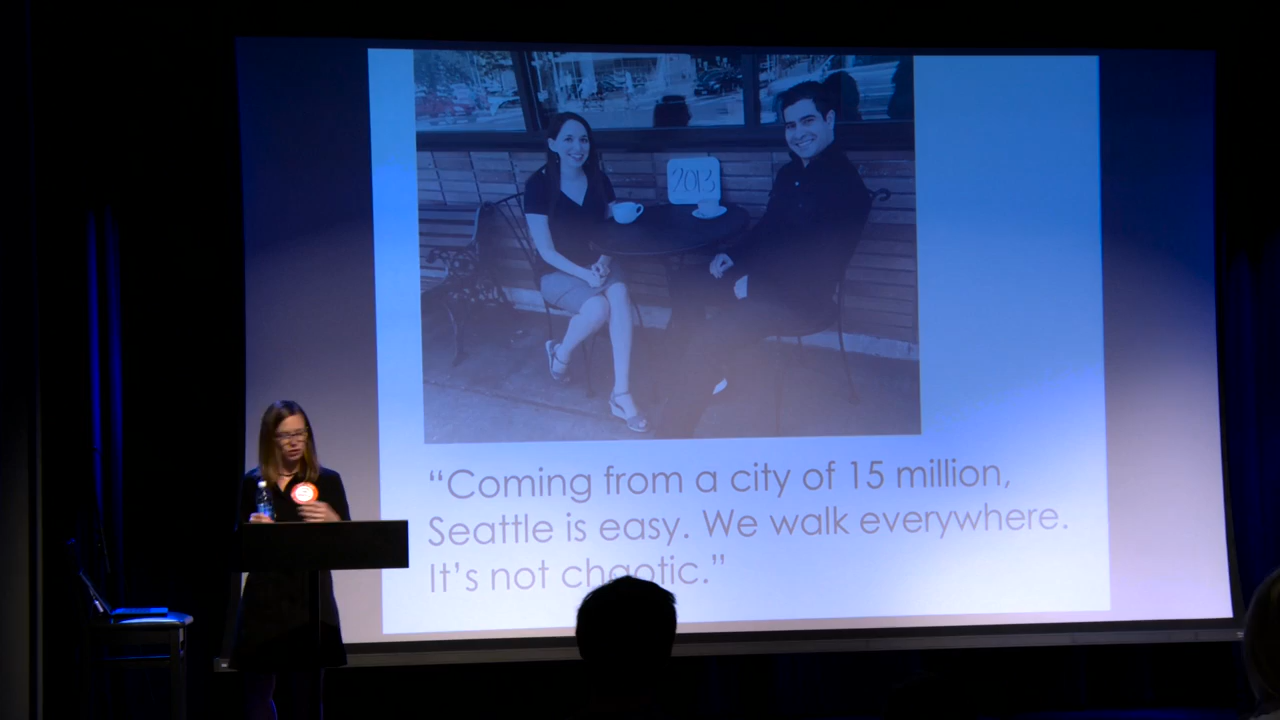 2013
“Coming from a city of 15 million,
Seattle is easy. We walk everywhere.
It’s not chaotic.”